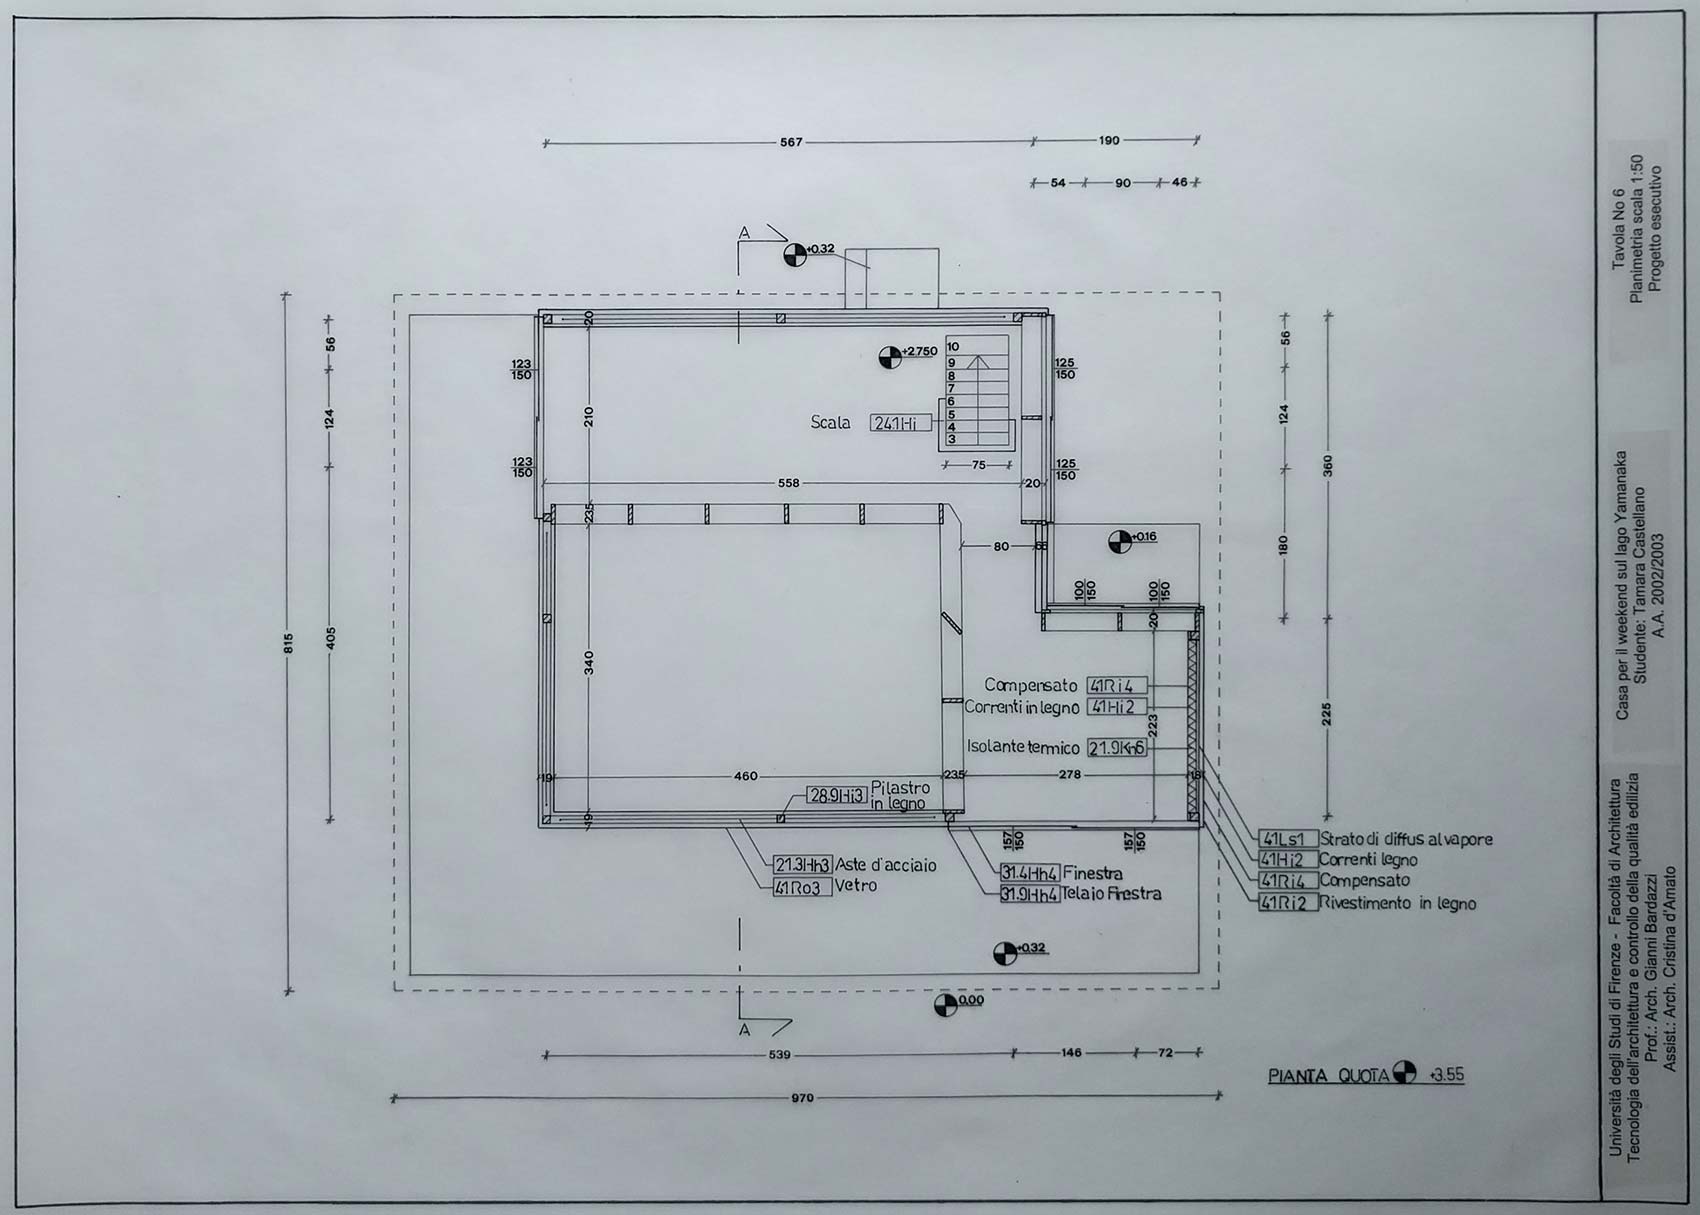 567
190
54
90
46
A
+0.32
20
+2.750
10
9
8
7
6
5
4
3
123
150
125
150
56
124
405
815
56
124
180
360
225
210
Scala 24.1Hi
123
150
125
150
75
558
20
235
80
+0.16
100
150
100
150
20
340
Compensato 41Ri4
Correnti in legno 41Hi2
Isolante termico 21.9Kn6
223
19
460
235
278
18
28.9Hi3 Pilastro
in legno
19
157
150
157
150
21.3Hh3 Aste d'acciaio
41Ro3 Vetro
31.4Hh4 Finestra
31.9Hh4 Telaio Finestra
41Ls1 Strato di diffus al vapore
41Hi2 Correnti legno
41Ri4 Compensato
41Ri2 Rivestimento in legno
+0.32
0.00
A
539
146
72
970
PIANTA QUOTA +3.55
Tavola No 6
Planimetria scala 1:50
Progetto esecutivo
Casa per il weekend sul lago Yamanaka
Studente: Tamara Castellano
A.A. 2002/2003
Università degli Studi di Firenze - Facoltà di Architettura
Tecnologia dell'architettura e controllo della qualità edilizia
Prof.: Arch. Gianni Bardazzi
Assist.: Arch. Cristina d'Amato